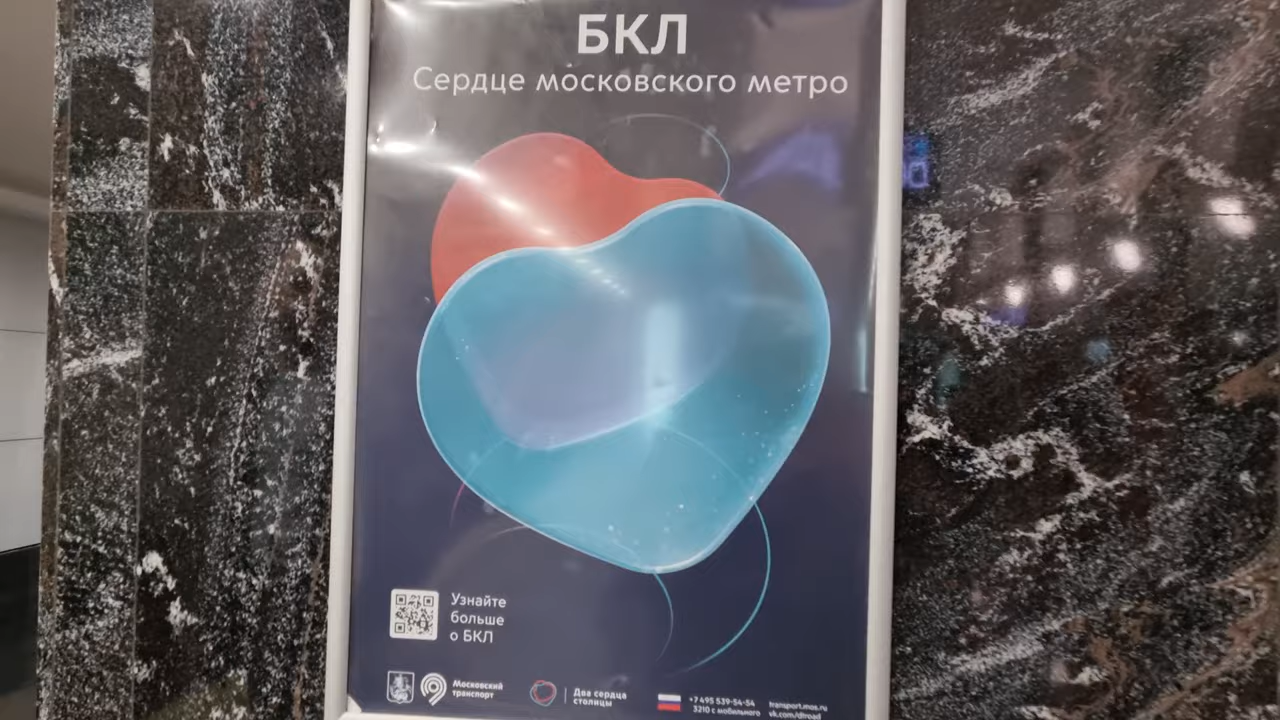 БКЛ
Сердце московского метро
Узнайте
больше
о БКЛ
Московский
транспорт
Два сердца
столицы
+7 495 539-54-54
3210 с мобильного
transport.mos.ru
vk.com/dtroad